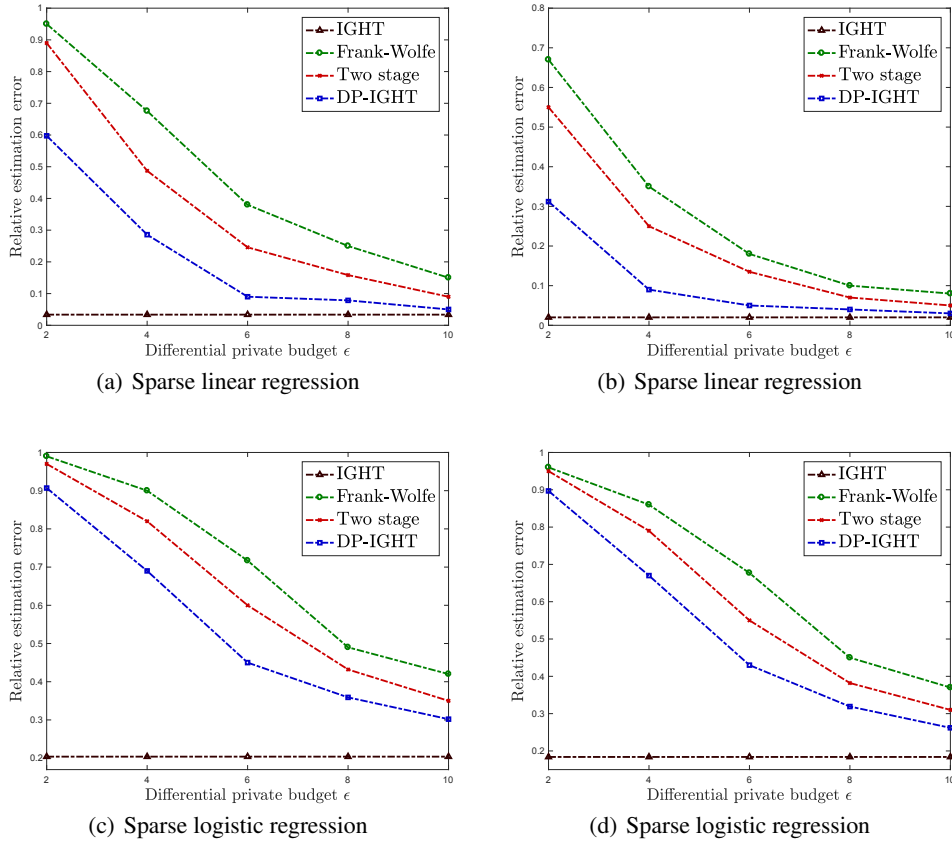 1
0.9
0.8
0.7
0.6
0.5
0.4
0.3
0.2
0.1
0
Relative estimation error
IGHT
Frank-Wolfe
Two stage
DP-IGHT
2 4 6 8 10
Differential private budget ϵ
(a) Sparse linear regression
0.8
0.7
0.6
0.5
0.4
0.3
0.2
0.1
0
Relative estimation error
IGHT
Frank-Wolfe
Two stage
DP-IGHT
2 4 6 8 10
Differential private budget ϵ
(b) Sparse linear regression
1
0.9
0.8
0.7
0.6
0.5
0.4
0.3
0.2
Relative estimation error
IGHT
Frank-Wolfe
Two stage
DP-IGHT
2 4 6 8 10
Differential private budget ϵ
(c) Sparse logistic regression
1
0.9
0.8
0.7
0.6
0.5
0.4
0.3
0.2
Relative estimation error
IGHT
Frank-Wolfe
Two stage
DP-IGHT
2 4 6 8 10
Differential private budget ϵ
(d) Sparse logistic regression